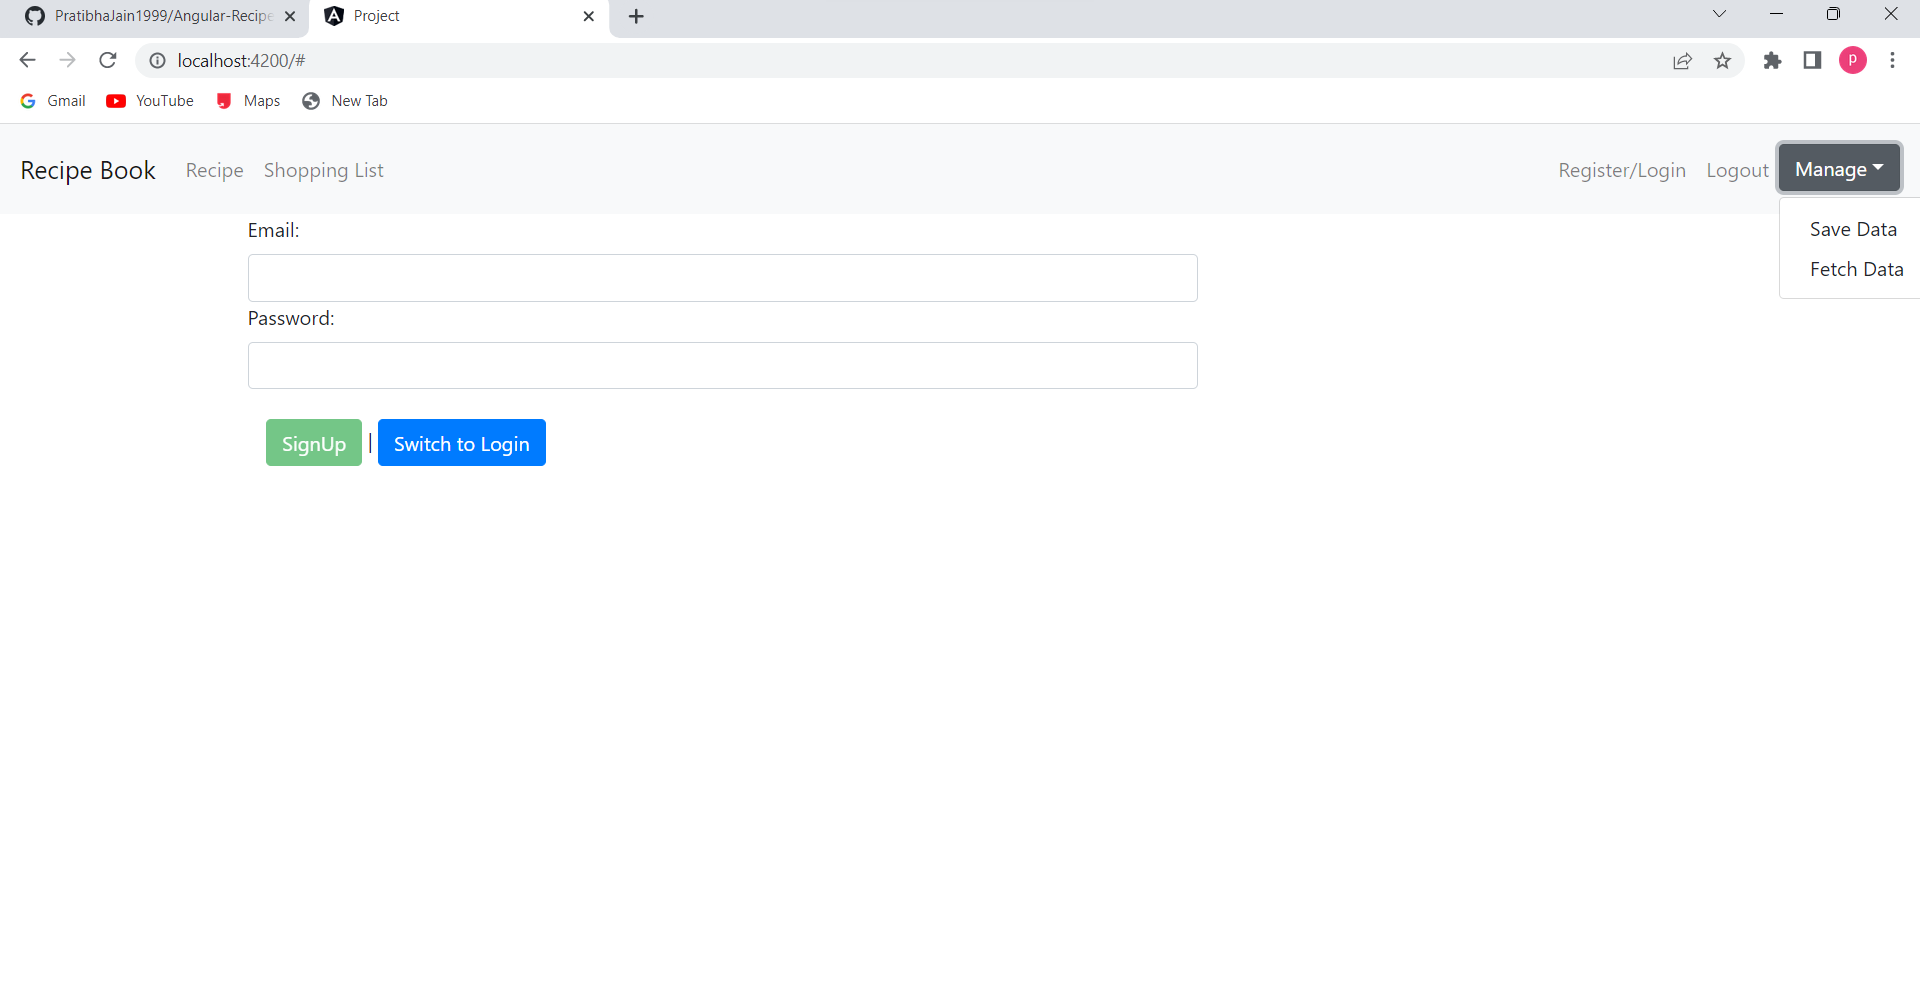 PratibhaJain1999/Angular-Recipe
Project
localhost:4200/#
P
Gmail YouTube Maps New Tab
Recipe Book Recipe Shopping List Register/Login Logout Manage
Save Data
Fetch Data
Email:
Password:
SignUp | Switch to Login